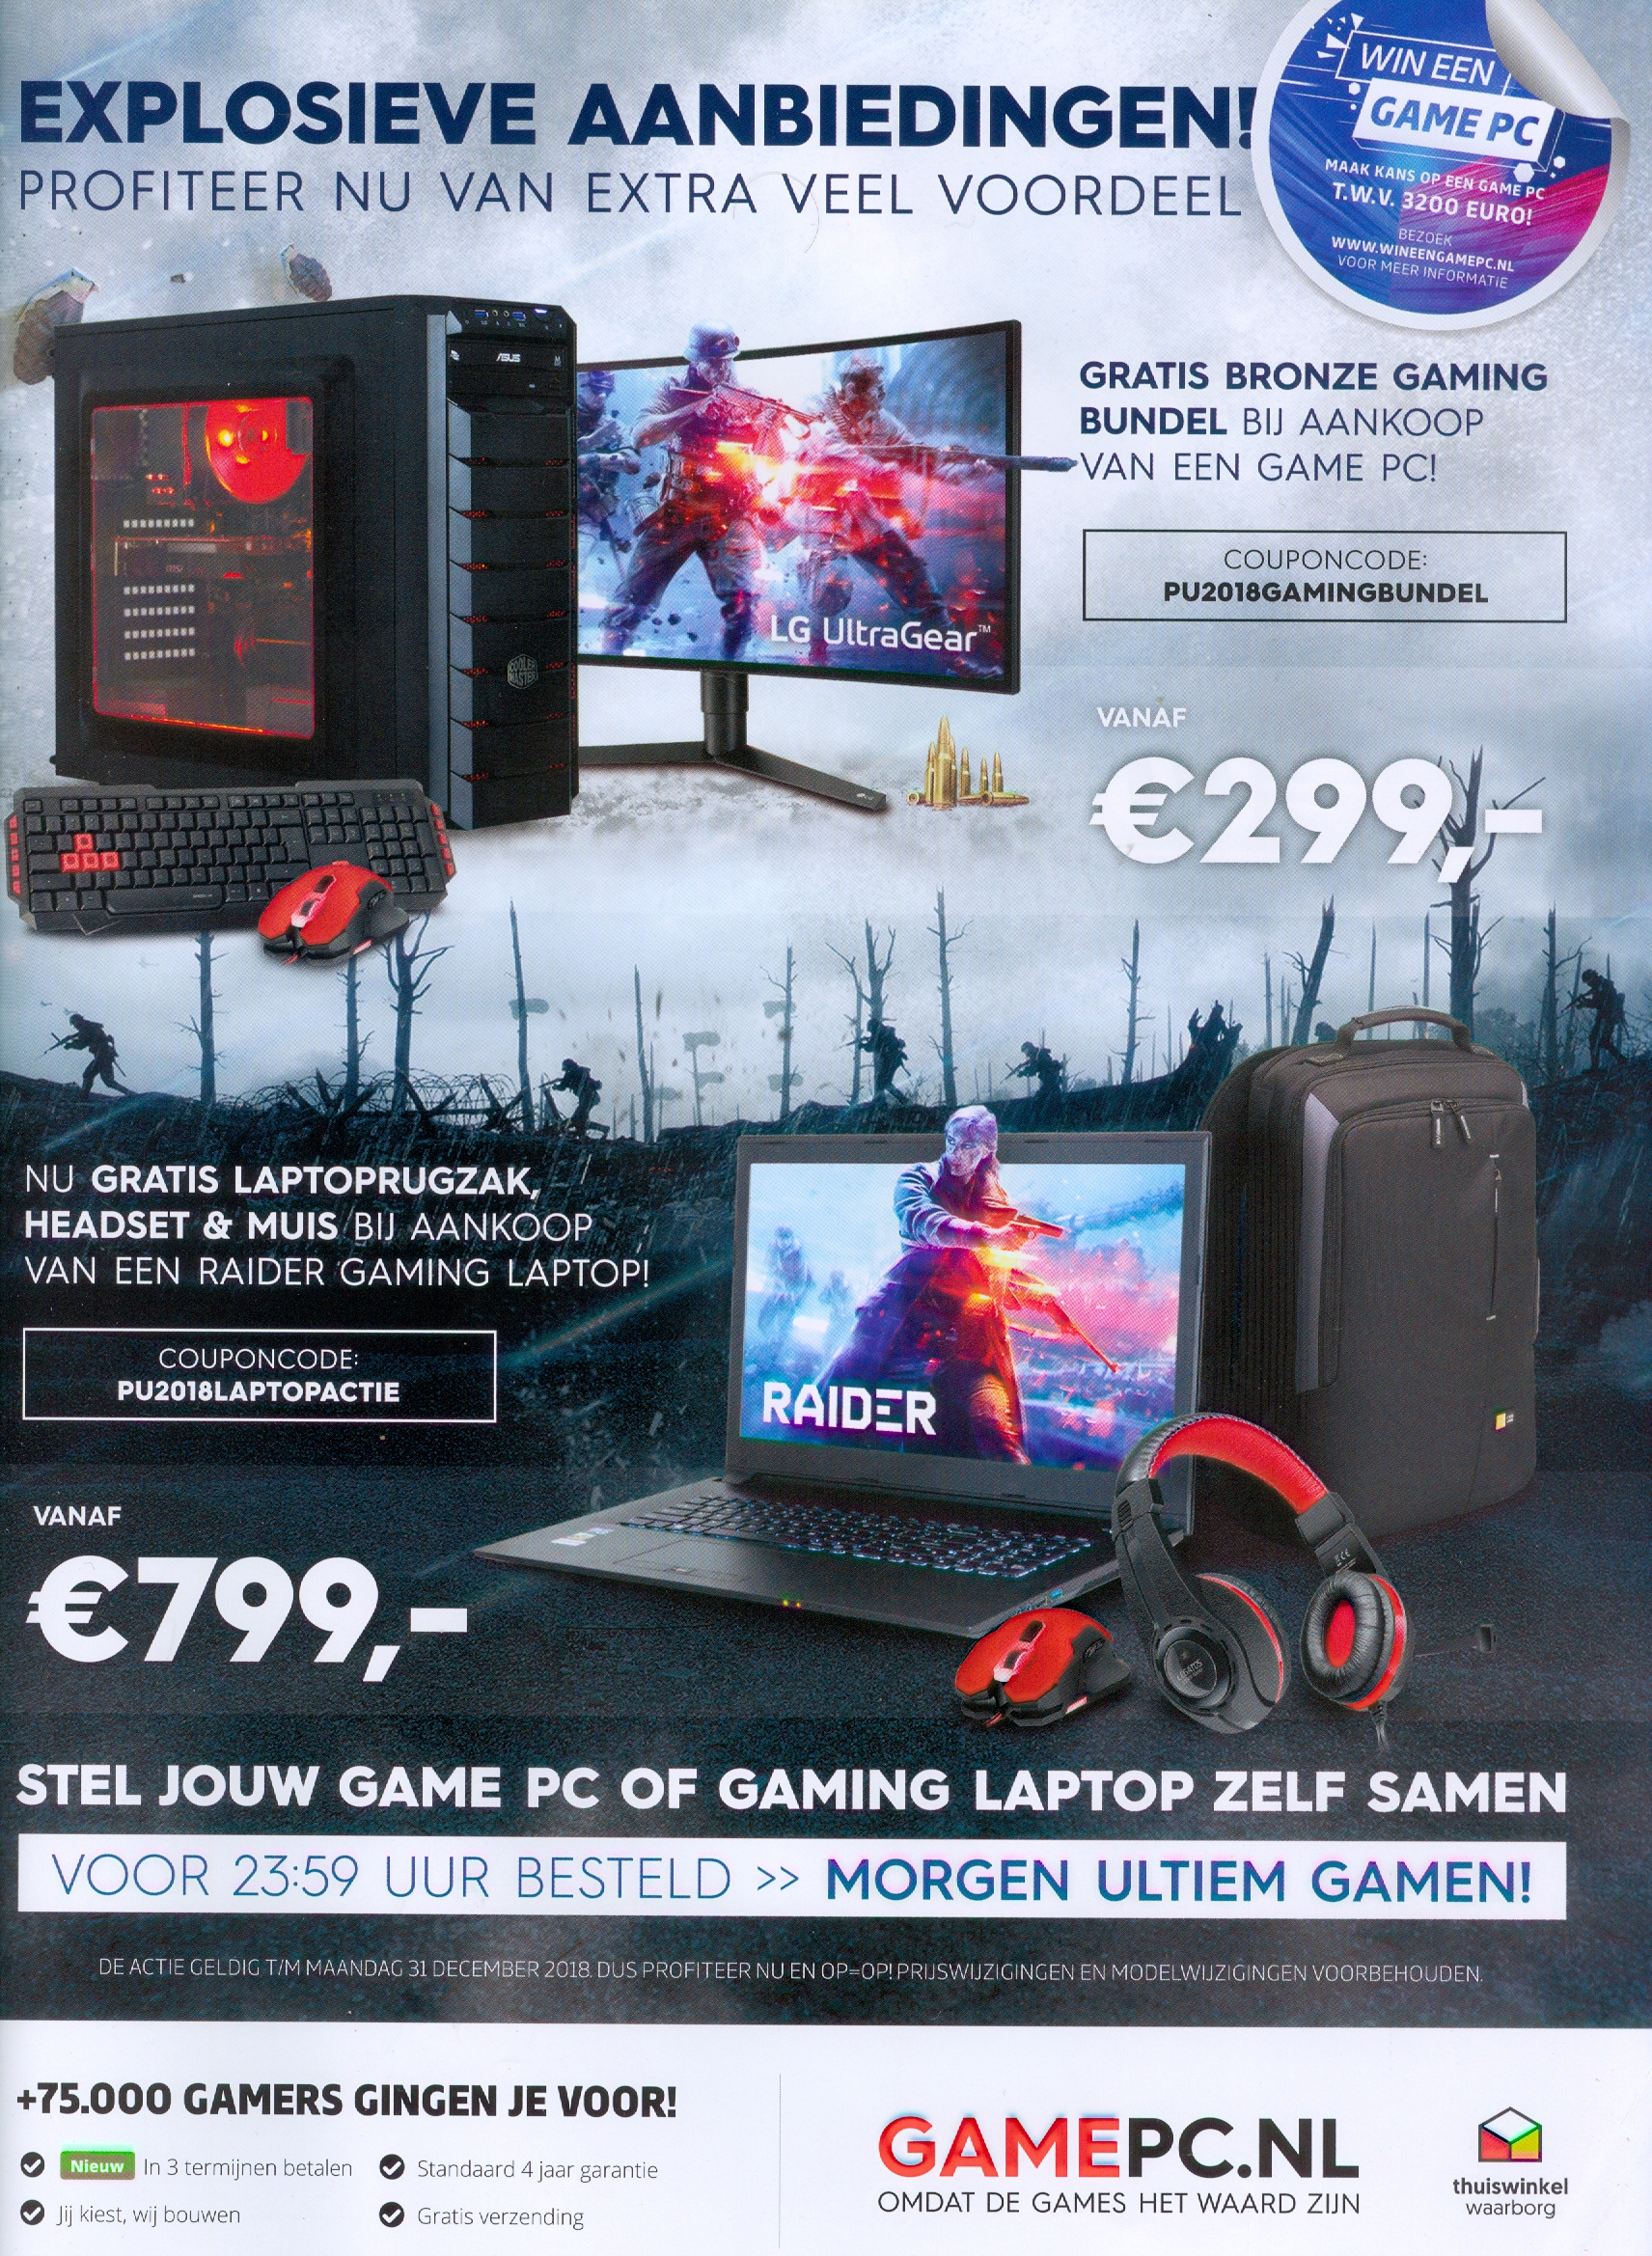 EXPLOSIEVE AANBIEDINGEN!
PROFITEER NU VAN EXTRA VEEL VOORDEEL
WIN EEN
GAME PC
MAAK KANS OP EEN GAME PC
T.W.V. 3200 EURO!
BEZOEK
WWW.WINEENGAMEPC.NL
VOOR MEER INFORMATIE
ASUS
COOLER
MASTER
LG UltraGear™
GRATIS BRONZE GAMING
BUNDEL BIJ AANKOOP
VAN EEN GAME PC!
COUPONCODE:
PU2018GAMINGBUNDEL
VANAF
€299,-
NU GRATIS LAPTOPRUGZAK,
HEADSET & MUIS BIJ AANKOOP
VAN EEN RAIDER GAMING LAPTOP!
COUPONCODE:
PU2018LAPTOPACTIE
RAIDER
VANAF
€799,-
STEL JOUW GAME PC OF GAMING LAPTOP ZELF SAMEN
VOOR 23:59 UUR BESTELD >> MORGEN ULTIEM GAMEN!
DE ACTIE GELDIG T/M MAANDAG 31 DECEMBER 2018. DUS PROFITEER NU EN OP=OP! PRIJSWIJZIGINGEN EN MODELWIJZIGINGEN VOORBEHOUDEN.
+75.000 GAMERS GINGEN JE VOOR!
Nieuw In 3 termijnen betalen
Standaard 4 jaar garantie
Jij kiest, wij bouwen
Gratis verzending
GAMEPC.NL
OMDAT DE GAMES HET WAARD ZIJN
thuiswinkel
waarborg